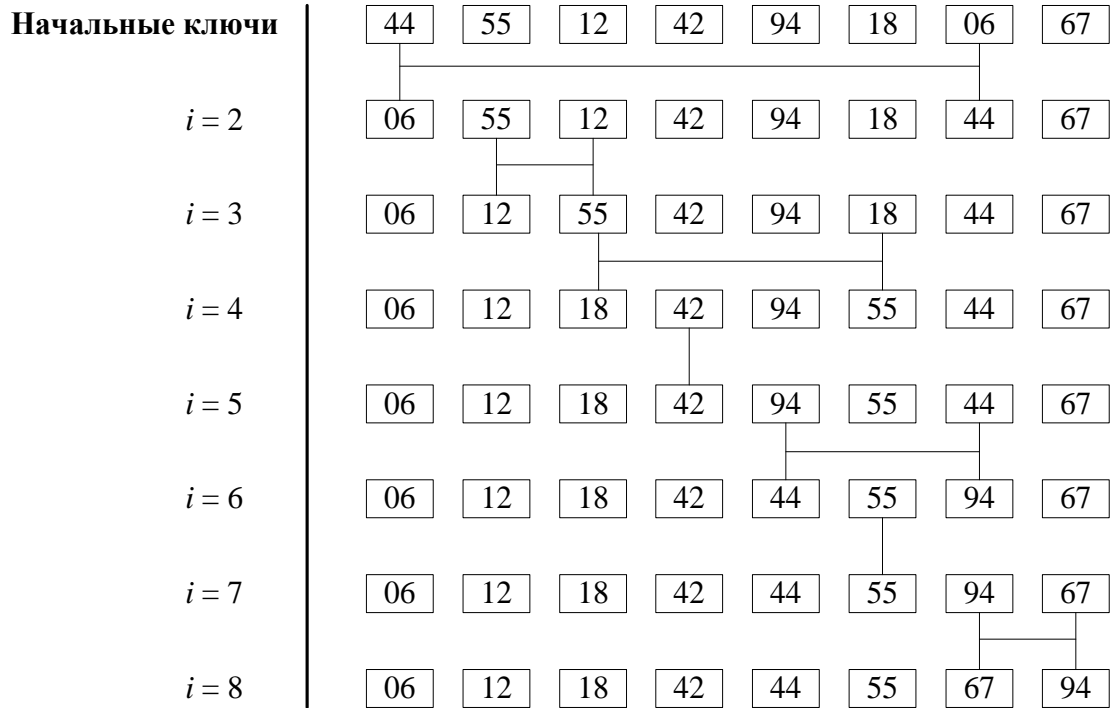 Начальные ключи 44 55 12 42 94 18 06 67
i = 2 06 55 12 42 94 18 44 67
i = 3 06 12 55 42 94 18 44 67
i = 4 06 12 18 42 94 55 44 67
i = 5 06 12 18 42 94 55 44 67
i = 6 06 12 18 42 44 55 94 67
i = 7 06 12 18 42 44 55 94 67
i = 8 06 12 18 42 44 55 67 94